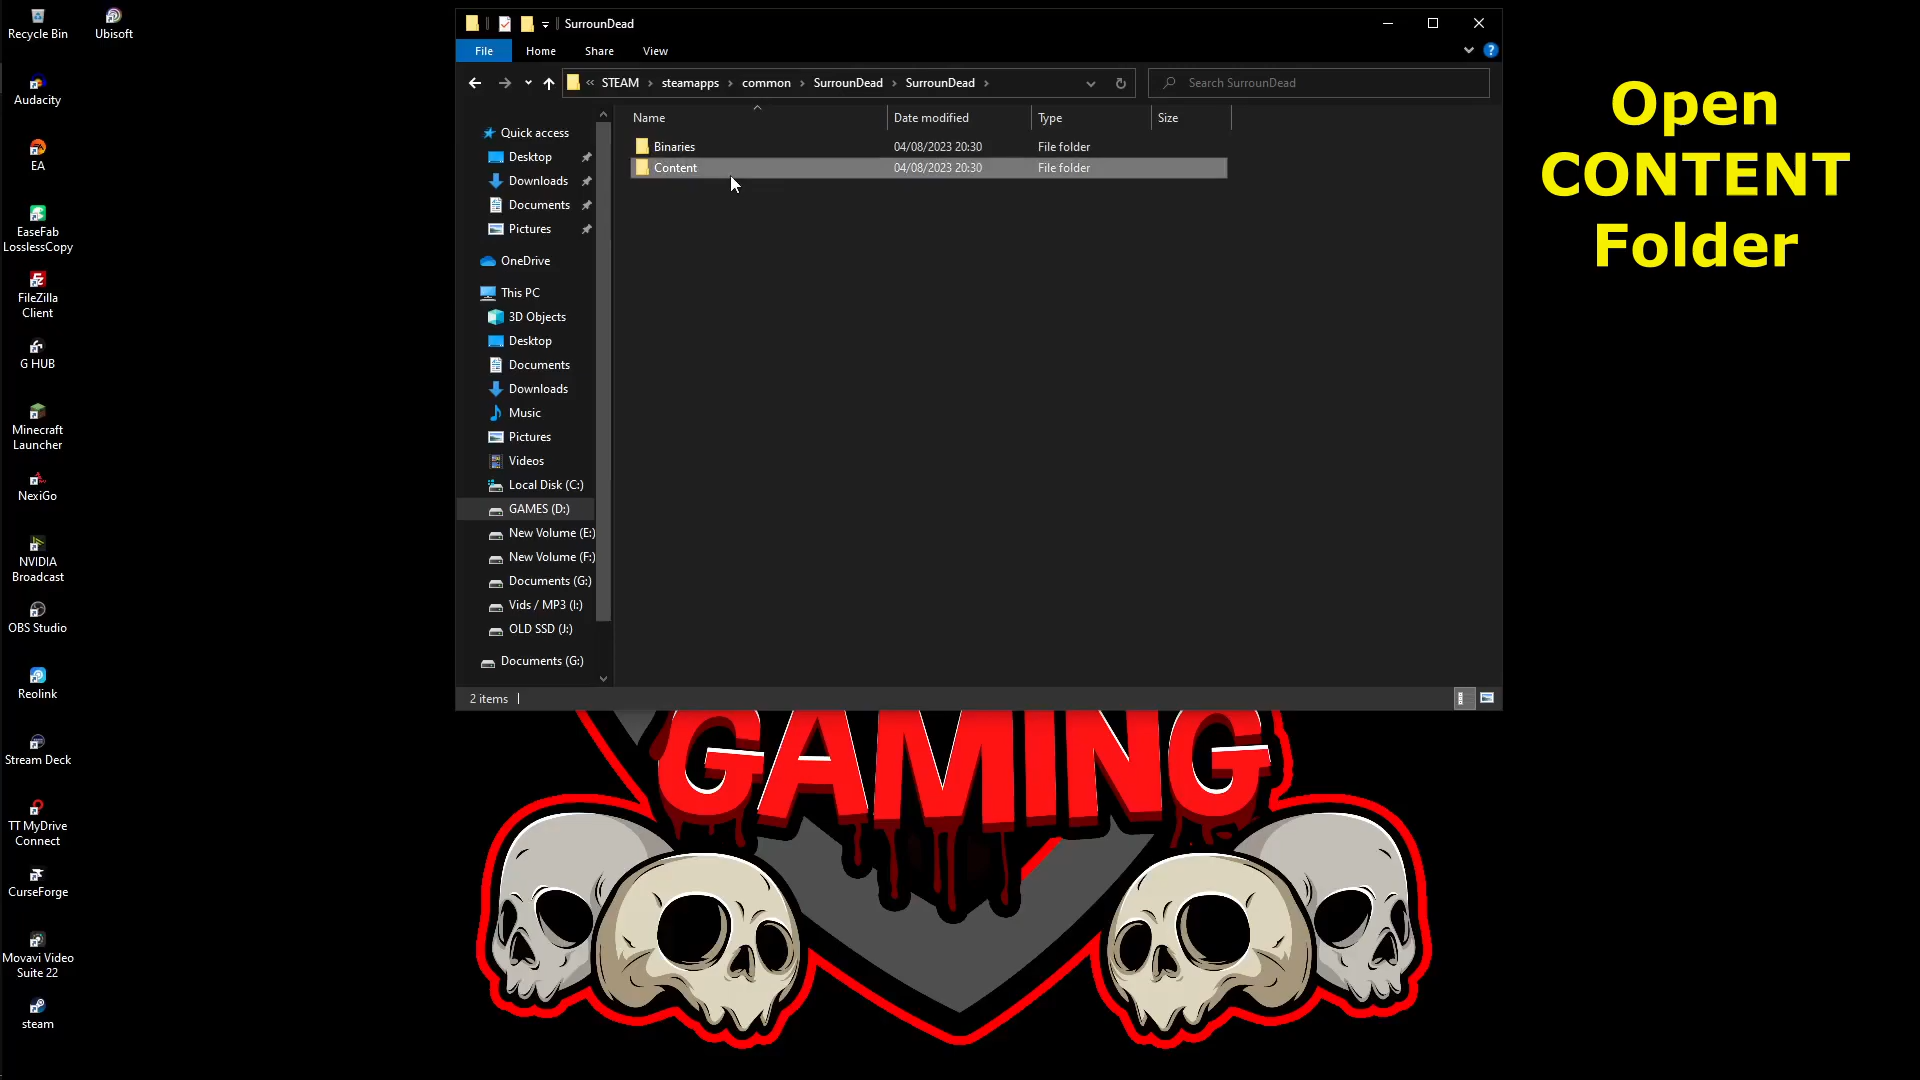 Recycle Bin
Ubisoft
Audacity
EA
EaseFab
LosslessCopy
FileZilla
Client
G HUB
Minecraft
Launcher
NexiGo
NVIDIA
Broadcast
OBS Studio
Reolink
Stream Deck
TT MyDrive
Connect
CurseForge
Movavi Video
Suite 22
steam
SurrounDead
File Home Share View
« STEAM › steamapps › common › SurrounDead › SurrounDead ›
Search SurrounDead
Name Date modified Type Size
Binaries 04/08/2023 20:30 File folder
Content 04/08/2023 20:30 File folder
Quick access
Desktop
Downloads
Documents
Pictures
OneDrive
This PC
3D Objects
Desktop
Documents
Downloads
Music
Pictures
Videos
Local Disk (C:)
GAMES (D:)
New Volume (E:)
New Volume (F:)
Documents (G:)
Vids / MP3 (I:)
OLD SSD (J:)
Documents (G:)
2 items
Open
CONTENT
Folder
GAMING